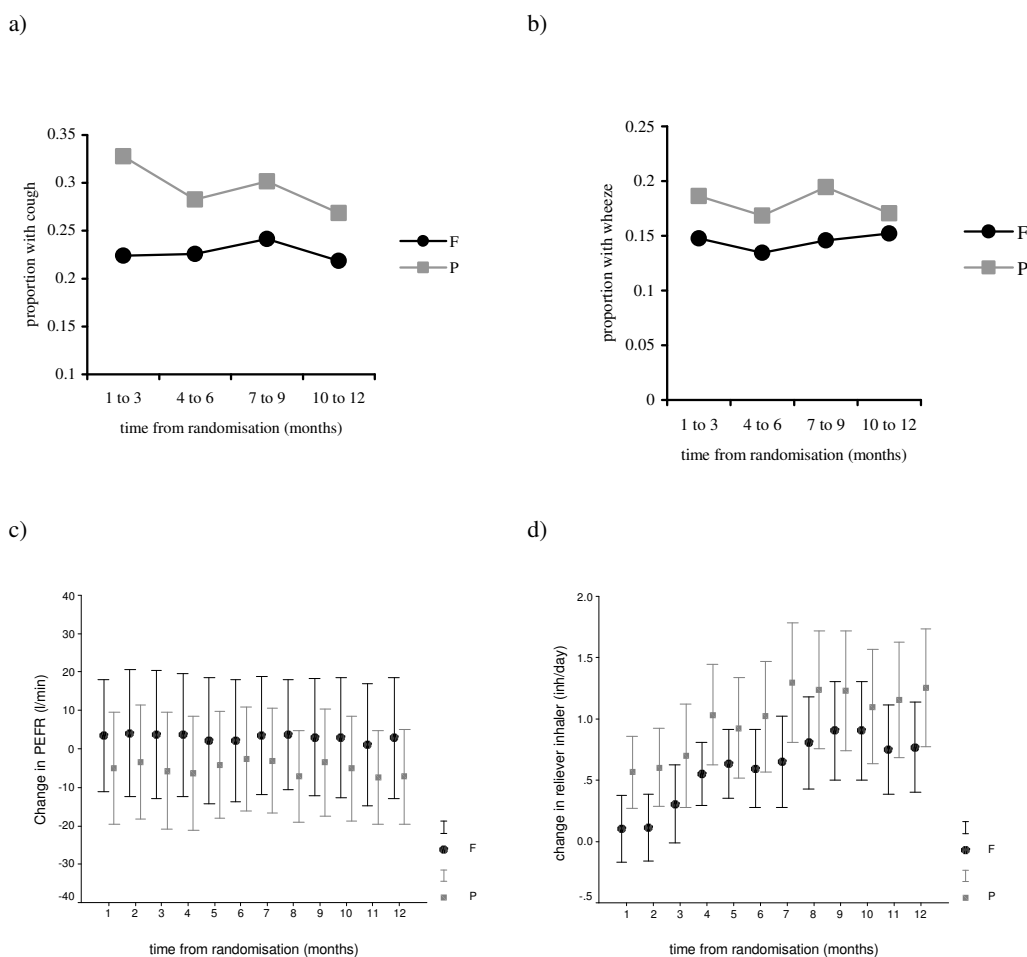 a)
0.35
0.3
0.25
0.2
0.15
0.1
proportion with cough
1 to 3 4 to 6 7 to 9 10 to 12
time from randomisation (months)
F
P
b)
0.25
0.2
0.15
0.1
0.05
0
proportion with wheeze
1 to 3 4 to 6 7 to 9 10 to 12
time from randomisation (months)
F
P
c)
40
30
20
10
0
-10
-20
-30
-40
Change in PEFR (l/min)
1 2 3 4 5 6 7 8 9 10 11 12
time from randomisation (months)
F
P
d)
2.0
1.5
1.0
.5
0.0
-.5
change in reliever inhaler (inh/day)
1 2 3 4 5 6 7 8 9 10 11 12
time from randomisation (months)
F
P